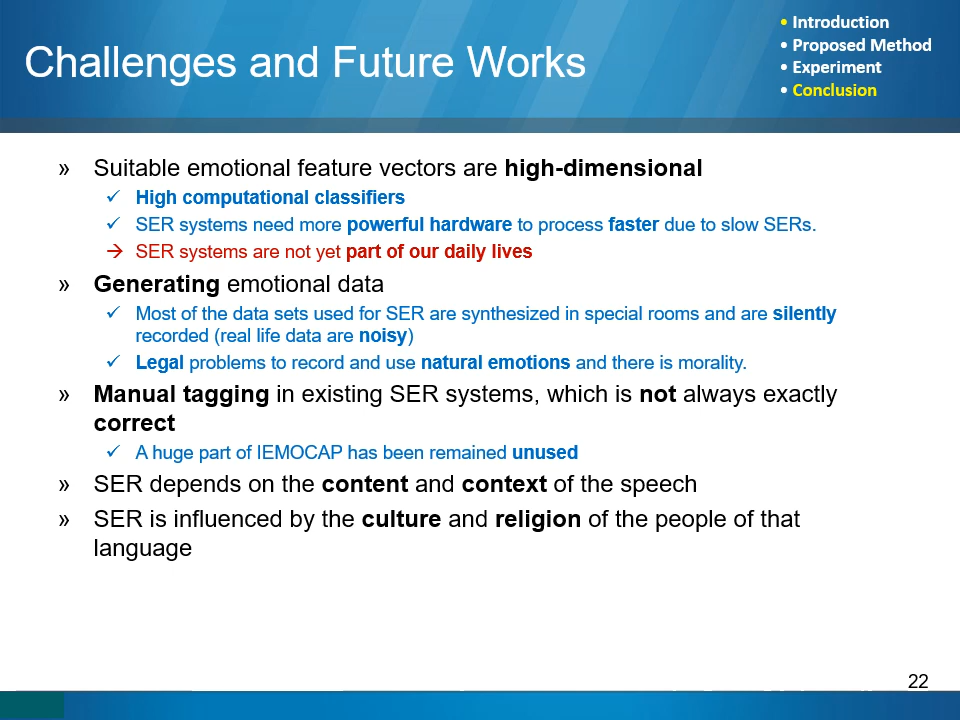 Challenges and Future Works
• Introduction
• Proposed Method
• Experiment
• Conclusion
» Suitable emotional feature vectors are high-dimensional
✓ High computational classifiers
✓ SER systems need more powerful hardware to process faster due to slow SERs.
→ SER systems are not yet part of our daily lives
» Generating emotional data
✓ Most of the data sets used for SER are synthesized in special rooms and are silently
recorded (real life data are noisy)
✓ Legal problems to record and use natural emotions and there is morality.
» Manual tagging in existing SER systems, which is not always exactly
correct
✓ A huge part of IEMOCAP has been remained unused
» SER depends on the content and context of the speech
» SER is influenced by the culture and religion of the people of that
language
22